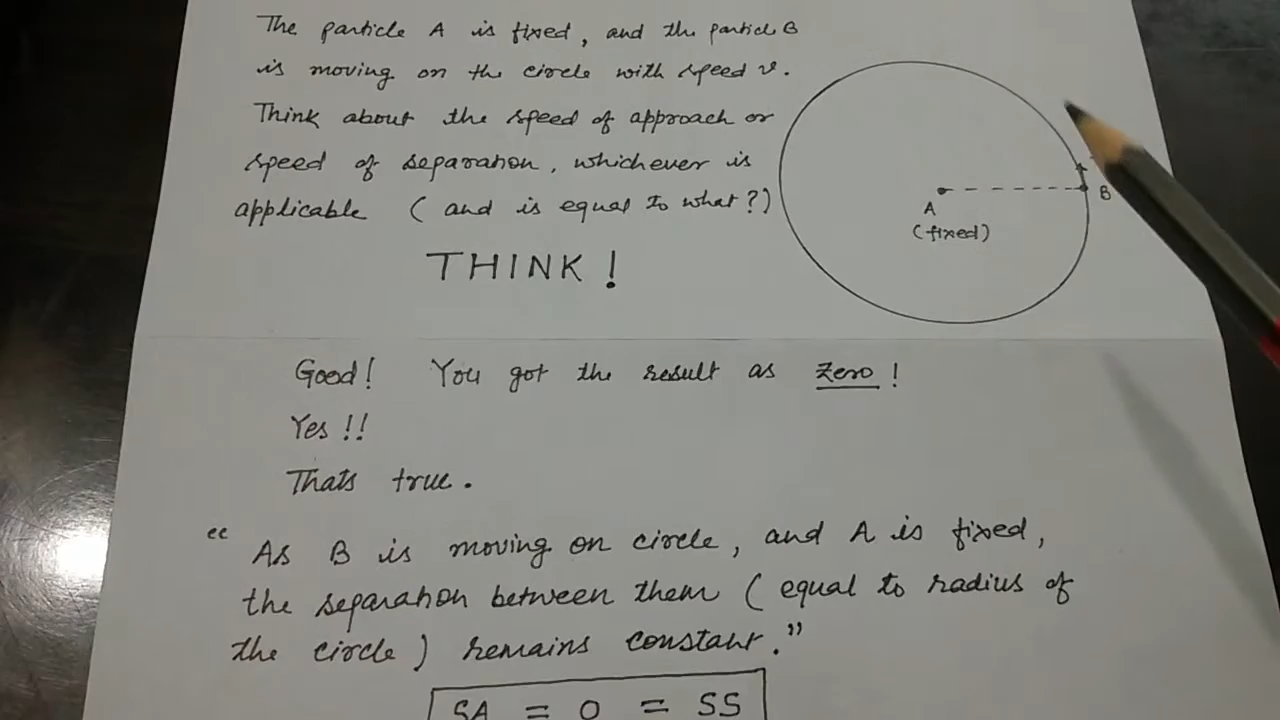 The particle A is fixed, and the particle B
is moving on the circle with speed v.
Think about the speed of approach or
speed of separation, whichever is
applicable (and is equal to what?)
THINK!
A
(fixed)
B
Good! You got the result as Zero!
Yes!!
Thats true.
"As B is moving on circle, and A is fixed,
the separation between them (equal to radius of
the circle) remains constant."
SA = 0 = SS